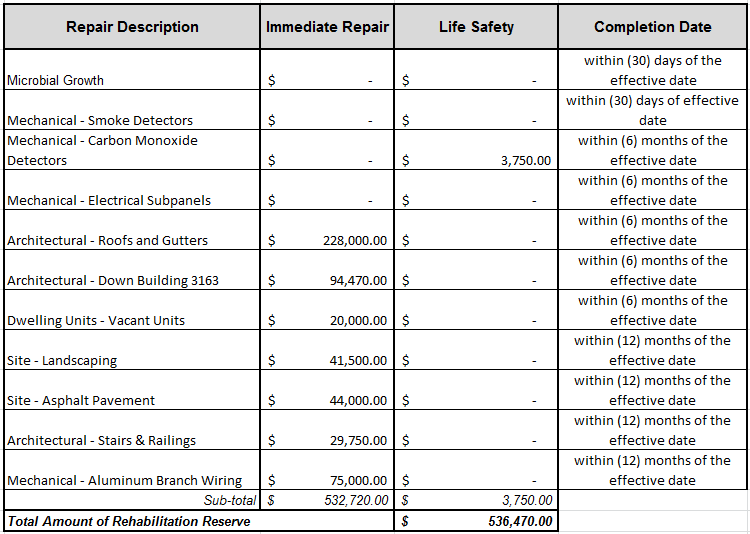 Repair Description Immediate Repair Life Safety Completion Date
within (30) days of the
Microbial Growth $ - $ - effective date
within (30) days of effective
Mechanical - Smoke Detectors $ - $ - date
Mechanical - Carbon Monoxide within (6) months of the
Detectors $ - $ 3,750.00 effective date
within (6) months of the
Mechanical - Electrical Subpanels $ - $ - effective date
within (6) months of the
Architectural - Roofs and Gutters $ 228,000.00 $ - effective date
within (6) months of the
Architectural - Down Building 3163 $ 94,470.00 $ - effective date
within (6) months of the
Dwelling Units - Vacant Units $ 20,000.00 $ - effective date
within (12) months of the
Site - Landscaping $ 41,500.00 $ - effective date
within (12) months of the
Site - Asphalt Pavement $ 44,000.00 $ - effective date
within (12) months of the
Architectural - Stairs & Railings $ 29,750.00 $ - effective date
within (12) months of the
Mechanical - Aluminum Branch Wiring $ 75,000.00 $ - effective date
Sub-total $ 532,720.00 $ 3,750.00
Total Amount of Rehabilitation Reserve $ 536,470.00